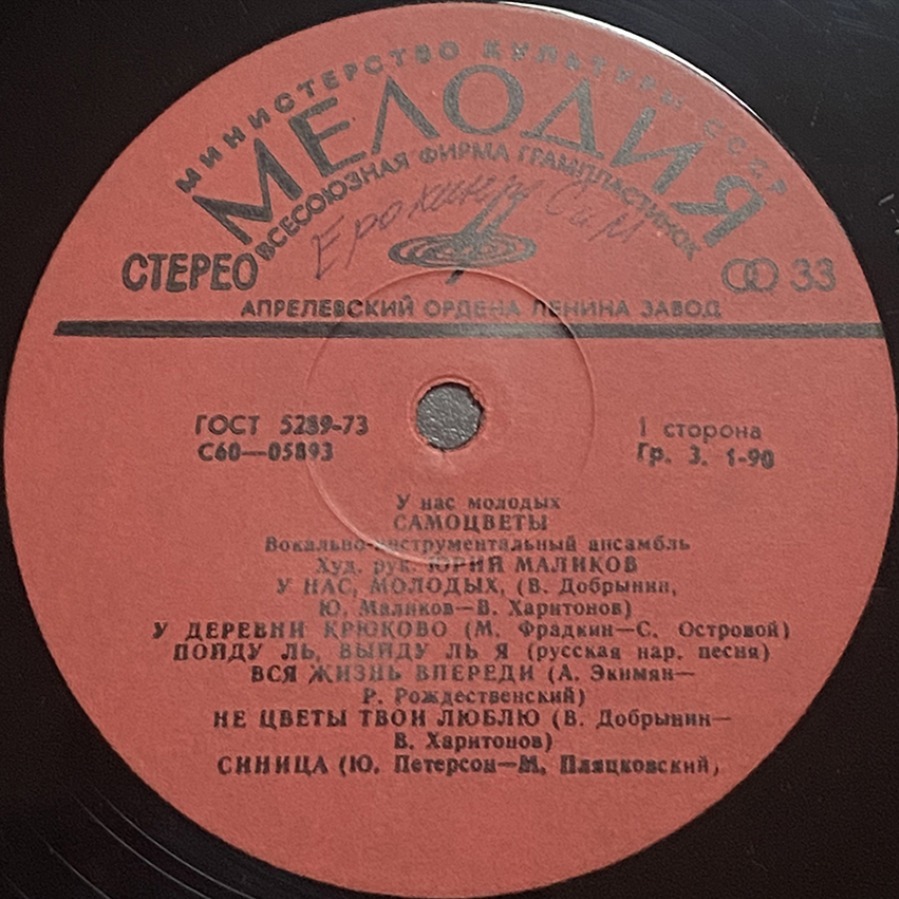 МИНИСТЕРСТВО КУЛЬТУРЫ СССР
МЕЛОДИЯ
ВСЕСОЮЗНАЯ ФИРМА ГРАМПЛАСТИНОК
СТЕРЕО
33
АПРЕЛЕВСКИЙ ОРДЕНА ЛЕНИНА ЗАВОД
ГОСТ 5289-73
С60—05893
1 сторона
Гр. 3. 1-90
У нас молодых
САМОЦВЕТЫ
Вокально-инструментальный ансамбль
Худ. рук. ЮРИЙ МАЛИКОВ
У НАС, МОЛОДЫХ, (В. Добрынин,
Ю. Маликов—В. Харитонов)
У ДЕРЕВНИ КРЮКОВО (М. Фрадкин—С. Островой)
ПОЙДУ ЛЬ, ВЫЙДУ ЛЬ Я (русская нар. песня)
ВСЯ ЖИЗНЬ ВПЕРЕДИ (А. Экимян—
Р. Рождественский)
НЕ ЦВЕТЫ ТВОИ ЛЮБЛЮ (В. Добрынин—
В. Харитонов)
СИНИЦА (Ю. Петерсон—М, Пляцковский,